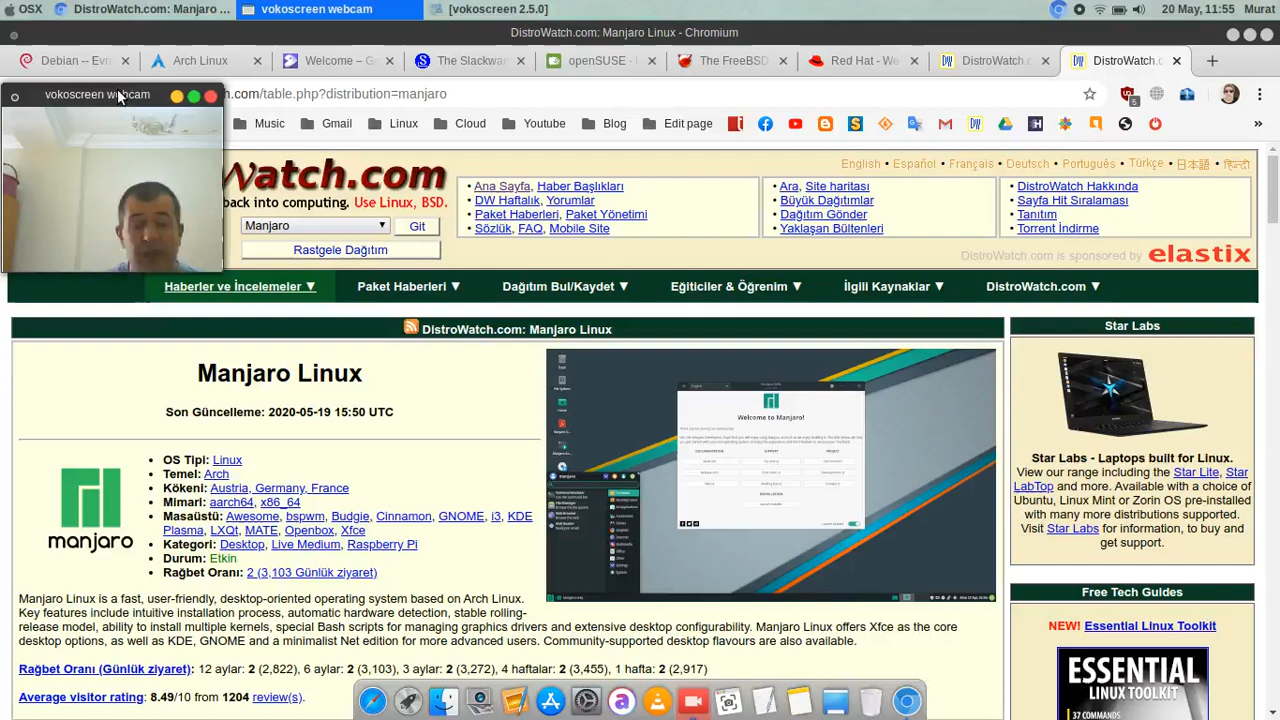 OSX
DistroWatch.com: Manjaro ...
vokoscreen webcam
[vokoscreen 2.5.0]
20 May, 11:55
Murat
DistroWatch.com: Manjaro Linux - Chromium
Debian -- Evre
Arch Linux
Welcome – G
The Slackwa
openSUSE -
The FreeBSD
Red Hat - We
DistroWatch.c
DistroWatch.c
vokoscreen webcam
h.com/table.php?distribution=manjaro
5
Music
Gmail
Linux
Cloud
Youtube
Blog
Edit page
»
Watch.com
back into computing. Use Linux, BSD.
Manjaro
Git
Rastgele Dağıtım
English • Español • Français • Deutsch • Português • Türkçe • 日本語 • हिन्दी
• Ana Sayfa, Haber Başlıkları
• DW Haftalık, Yorumlar
• Paket Haberleri, Paket Yönetimi
• Sözlük, FAQ, Mobile Site
• Ara, Site haritası
• Büyük Dağıtımlar
• Dağıtım Gönder
• Yaklaşan Bültenleri
• DistroWatch Hakkında
• Sayfa Hit Sıralaması
• Tanıtım
• Torrent İndirme
DistroWatch.com is sponsored by elastix
Haberler ve İncelemeler ▼
Paket Haberleri ▼
Dağıtım Bul/Kaydet ▼
Eğiticiler & Öğrenim ▼
İlgili Kaynaklar ▼
DistroWatch.com ▼
DistroWatch.com: Manjaro Linux
Manjaro Linux
Son Güncelleme: 2020-05-19 15:50 UTC
manjaro
• OS Tipi: Linux
• Temel: Arch
• Kökeni: Austria, Germany, France
• Mimari: aarch64, x86_64
• Masaüstü: Awesome, bspwm, Budgie, Cinnamon, GNOME, i3, KDE
Plasma, LXQt, MATE, Openbox, Xfce
• Kategori: Desktop, Live Medium, Raspberry Pi
• Durum: Etkin
• Rağbet Oranı: 2 (3,103 Günlük ziyaret)
Welcome to Manjaro!
Manjaro Linux is a fast, user-friendly, desktop-oriented operating system based on Arch Linux.
Key features include intuitive installation process, automatic hardware detection, stable rolling-
release model, ability to install multiple kernels, special Bash scripts for managing graphics drivers and extensive desktop configurability. Manjaro Linux offers Xfce as the core
desktop options, as well as KDE, GNOME and a minimalist Net edition for more advanced users. Community-supported desktop flavours are also available.
Rağbet Oranı (Günlük ziyaret): 12 aylar: 2 (2,822), 6 aylar: 2 (3,103), 3 aylar: 2 (3,272), 4 haftalar: 2 (3,455), 1 hafta: 2 (2,917)
Average visitor rating: 8.49/10 from 1204 review(s).
Star Labs
Star Labs - Laptops built for Linux.
View our range including the Star Lite, Star
LabTop and more. Available with a choice of
Ubuntu, Linux Mint or Zorin OS pre-installed
with many more distributions supported.
Visit Star Labs for information, to buy and
get support.
Free Tech Guides
NEW! Essential Linux Toolkit
ESSENTIAL
LINUX TOOLKIT
37 COMMANDS